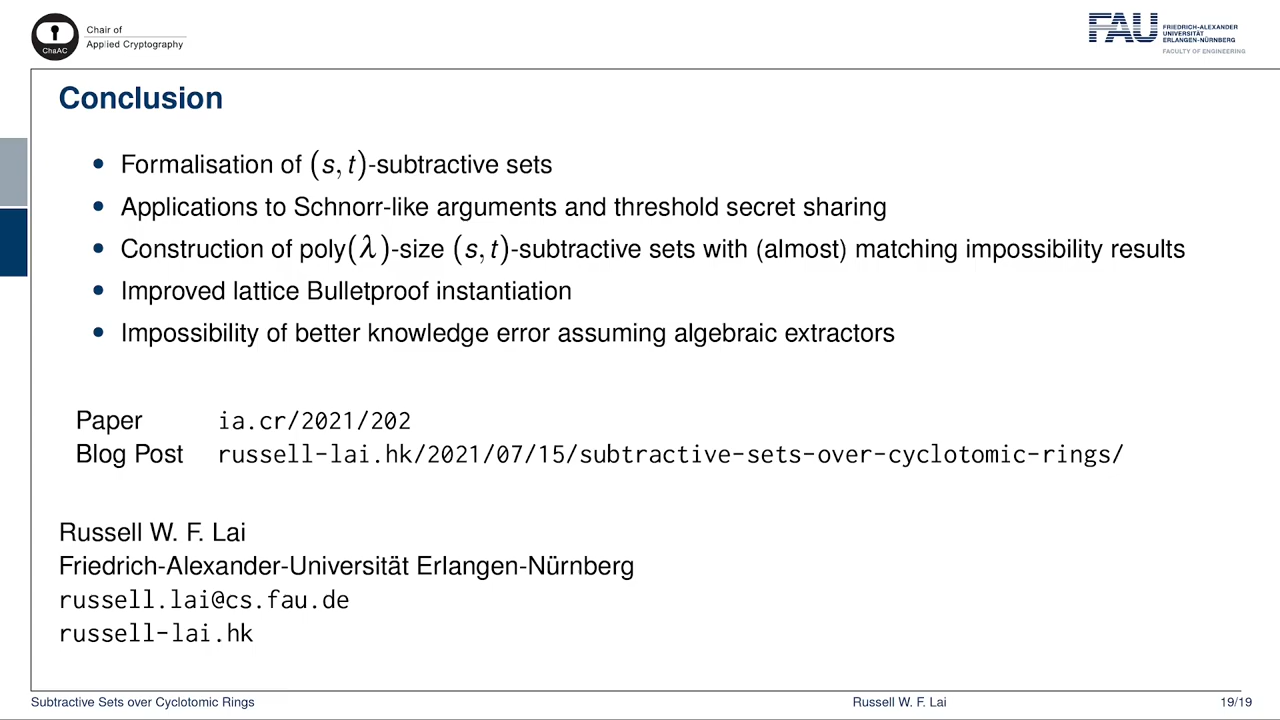 Chair of
Applied Cryptography
ChaAC
FAU
FRIEDRICH-ALEXANDER
UNIVERSITÄT
ERLANGEN-NÜRNBERG
FACULTY OF ENGINEERING
Conclusion
• Formalisation of (s, t)-subtractive sets
• Applications to Schnorr-like arguments and threshold secret sharing
• Construction of poly(λ)-size (s, t)-subtractive sets with (almost) matching impossibility results
• Improved lattice Bulletproof instantiation
• Impossibility of better knowledge error assuming algebraic extractors
Paper ia.cr/2021/202
Blog Post russell-lai.hk/2021/07/15/subtractive-sets-over-cyclotomic-rings/
Russell W. F. Lai
Friedrich-Alexander-Universität Erlangen-Nürnberg
russell.lai@cs.fau.de
russell-lai.hk
Subtractive Sets over Cyclotomic Rings Russell W. F. Lai 19/19